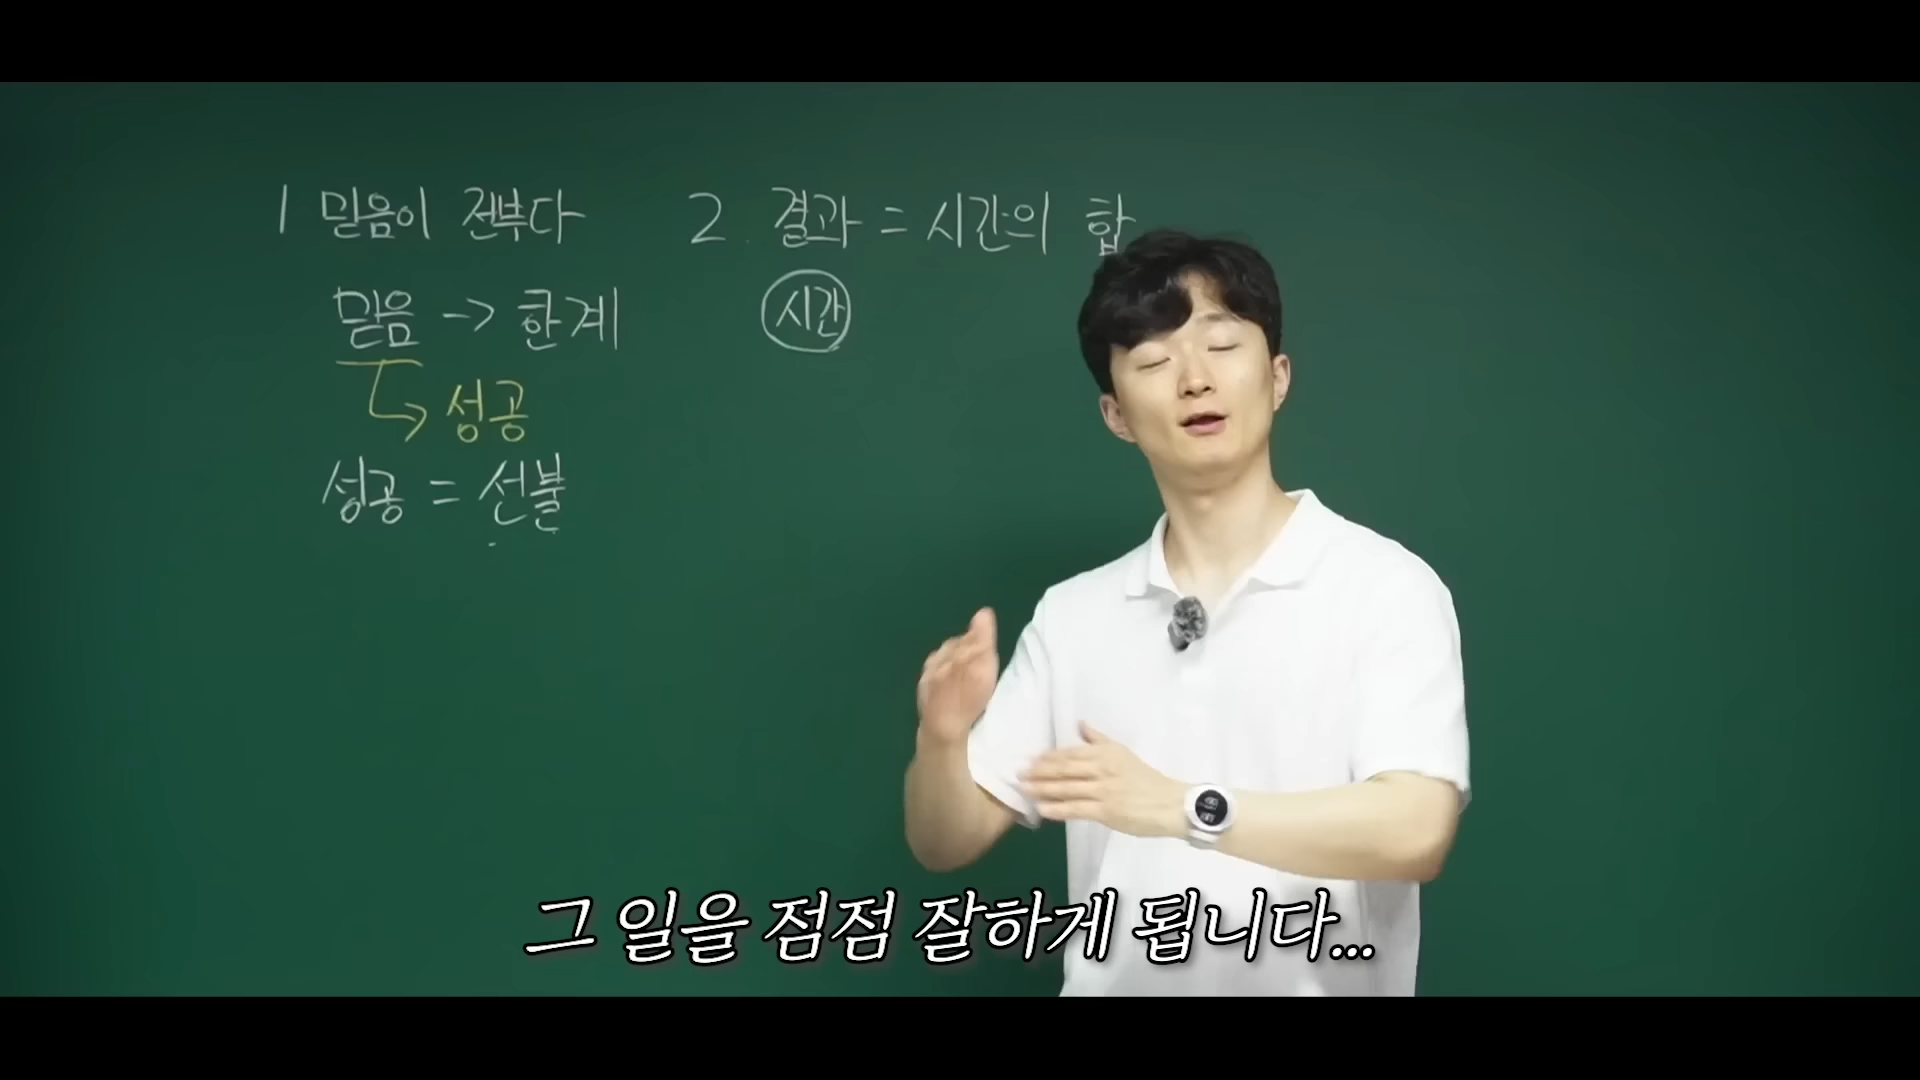 1 믿음이 전부다
믿음 -> 한계
성공
성공 = 선불
2. 결과 = 시간의 합
시간
그 일을 점점 잘하게 됩니다...